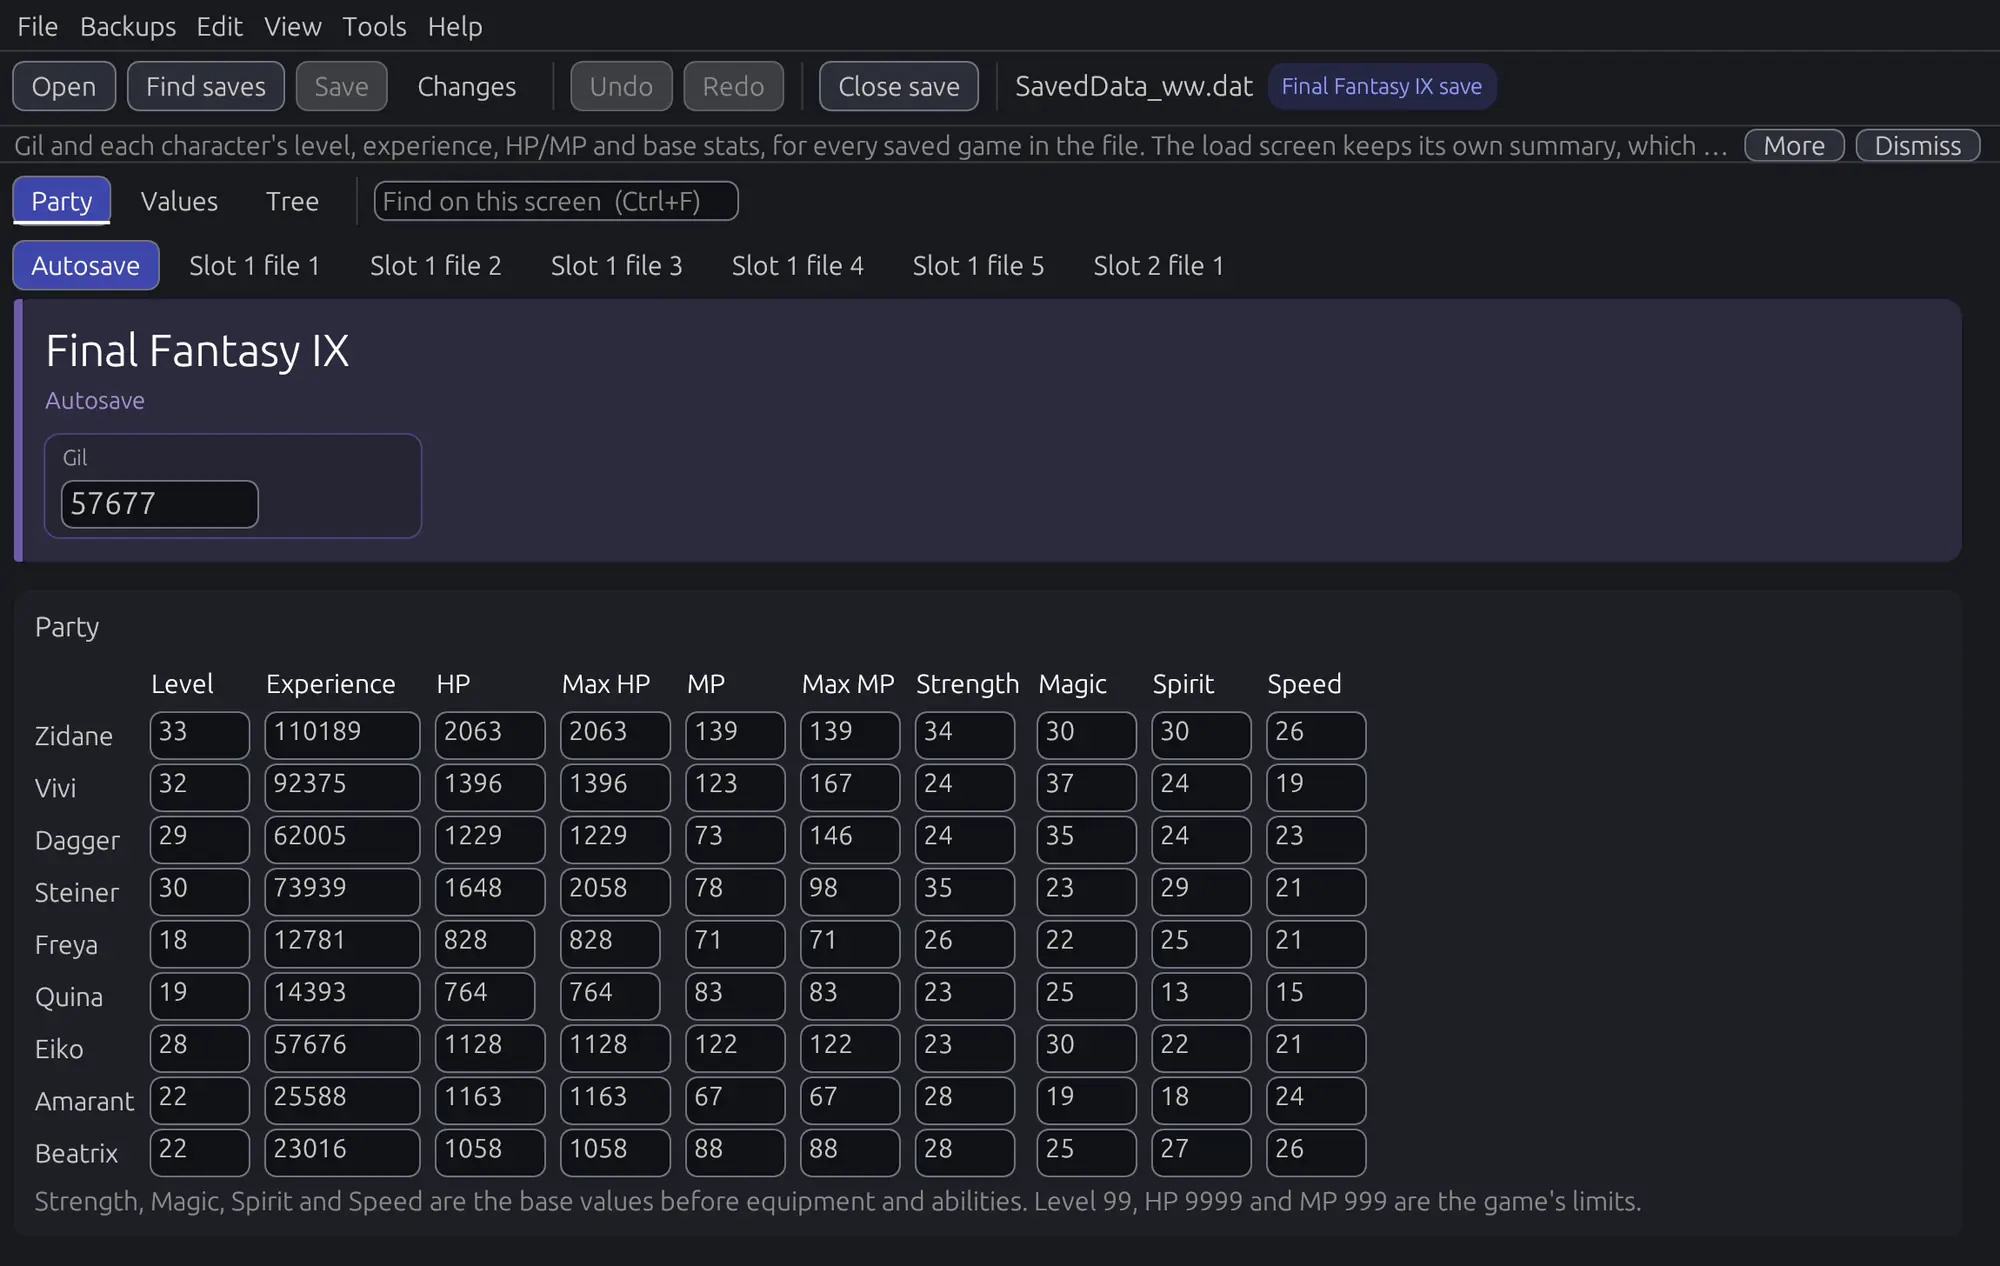 File Backups Edit View Tools Help
Open Find saves Save Changes Undo Redo Close save SavedData_ww.dat Final Fantasy IX save
Gil and each character's level, experience, HP/MP and base stats, for every saved game in the file. The load screen keeps its own summary, which … More Dismiss
Party Values Tree Find on this screen (Ctrl+F)
Autosave Slot 1 file 1 Slot 1 file 2 Slot 1 file 3 Slot 1 file 4 Slot 1 file 5 Slot 2 file 1
Final Fantasy IX
Autosave
Gil
57677
Party
Level Experience HP Max HP MP Max MP Strength Magic Spirit Speed
Zidane 33 110189 2063 2063 139 139 34 30 30 26
Vivi 32 92375 1396 1396 123 167 24 37 24 19
Dagger 29 62005 1229 1229 73 146 24 35 24 23
Steiner 30 73939 1648 2058 78 98 35 23 29 21
Freya 18 12781 828 828 71 71 26 22 25 21
Quina 19 14393 764 764 83 83 23 25 13 15
Eiko 28 57676 1128 1128 122 122 23 30 22 21
Amarant 22 25588 1163 1163 67 67 28 19 18 24
Beatrix 22 23016 1058 1058 88 88 28 25 27 26
Strength, Magic, Spirit and Speed are the base values before equipment and abilities. Level 99, HP 9999 and MP 999 are the game's limits.